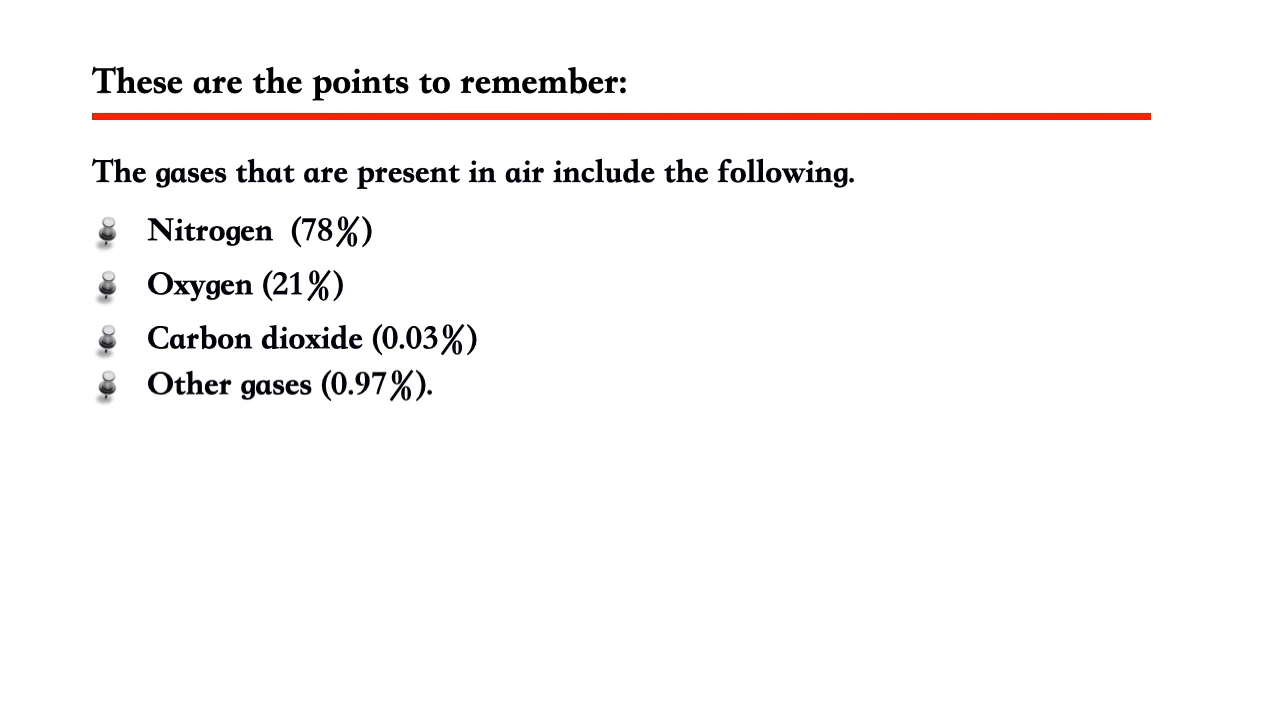 These are the points to remember:
The gases that are present in air include the following.
Nitrogen  (78%)
Oxygen (21%)
Carbon dioxide (0.03%)
Other gases (0.97%).